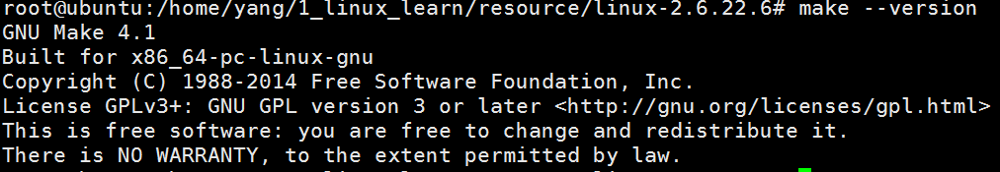 root@ubuntu:/home/yang/1_linux_learn/resource/linux-2.6.22.6# make --version
GNU Make 4.1
Built for x86_64-pc-linux-gnu
Copyright (C) 1988-2014 Free Software Foundation, Inc.
License GPLv3+: GNU GPL version 3 or later <http://gnu.org/licenses/gpl.html>
This is free software: you are free to change and redistribute it.
There is NO WARRANTY, to the extent permitted by law.